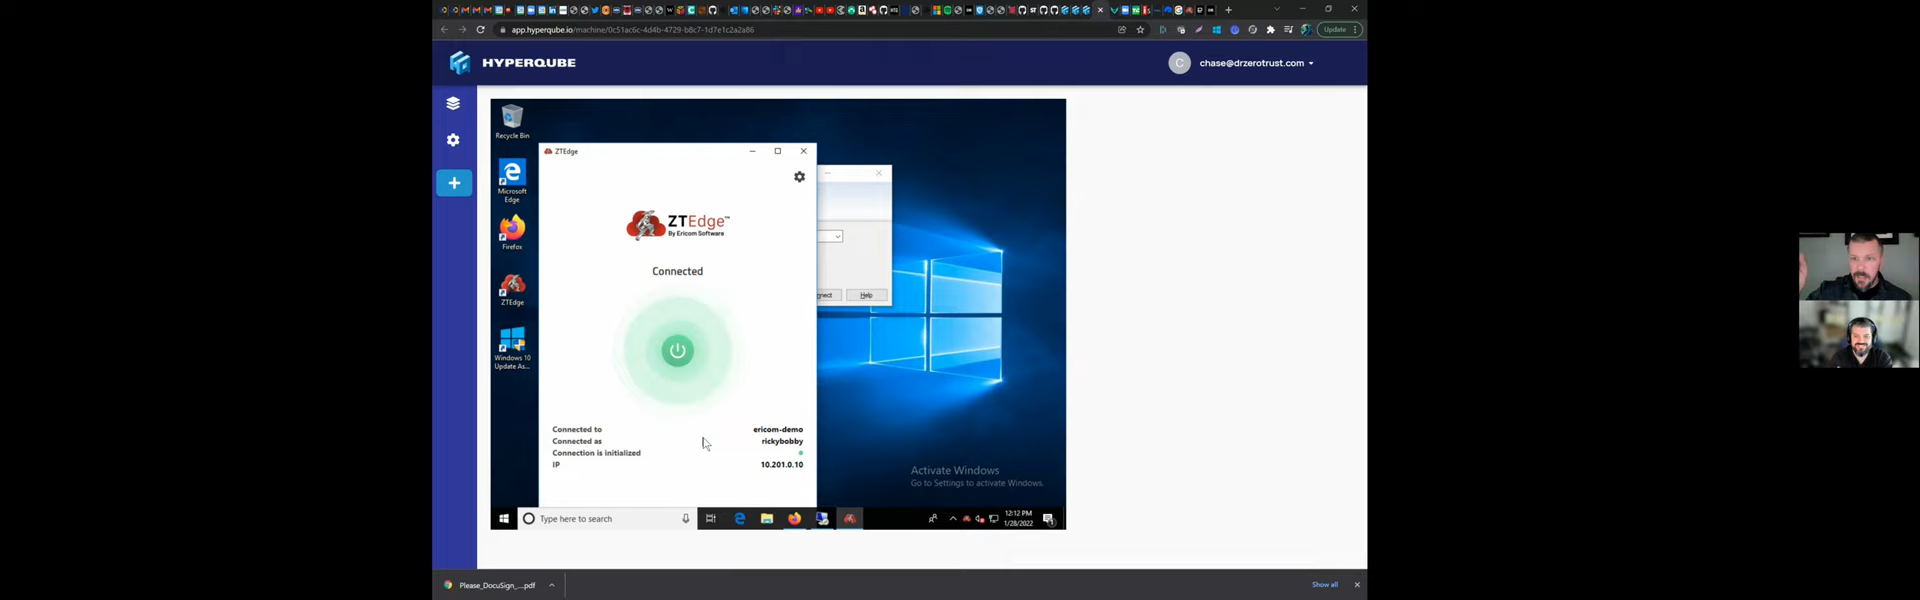 app.hyperqube.io/machine/0c51ac6c-4d4b-4729-b8c7-1d7e1c2a2a86
Update
HYPERQUBE
C
chase@drzerotrust.com
Recycle Bin
Microsoft
Edge
Firefox
ZTEdge
Windows 10
Update As...
ZTEdge
ZTEdge™
By Ericom Software
Connected
Connected to ericom-demo
Connected as rickybobby
Connection is initialized
IP 10.201.0.10
nnect
Help
Activate Windows
Go to Settings to activate Windows.
Type here to search
12:12 PM
1/28/2022
Please_DocuSign_...pdf
Show all